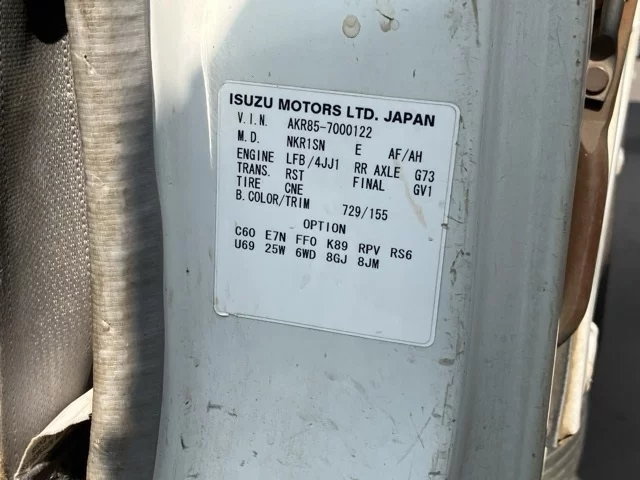 ISUZU MOTORS LTD. JAPAN
V.I.N. AKR85-7000122
M.D. NKR1SN E AF/AH
ENGINE LFB/4JJ1 RR AXLE G73
TRANS. RST FINAL GV1
TIRE CNE
B.COLOR/TRIM 729/155
OPTION
C60 E7N FF0 K89 RPV RS6
U69 25W 6WD 8GJ 8JM